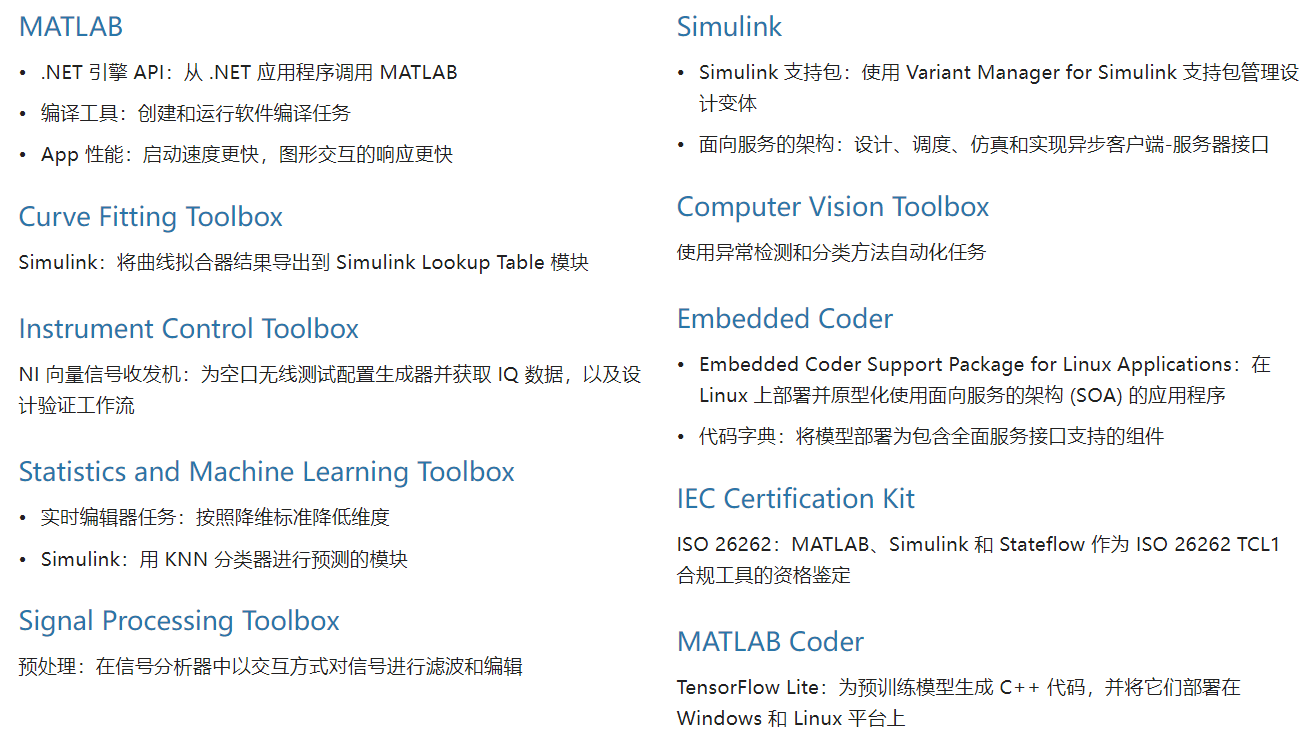 MATLAB
• .NET 引擎 API：从 .NET 应用程序调用 MATLAB
• 编译工具：创建和运行软件编译任务
• App 性能：启动速度更快，图形交互的响应更快
Curve Fitting Toolbox
Simulink：将曲线拟合器结果导出到 Simulink Lookup Table 模块
Instrument Control Toolbox
NI 向量信号收发机：为空口无线测试配置生成器并获取 IQ 数据，以及设
计验证工作流
Statistics and Machine Learning Toolbox
• 实时编辑器任务：按照降维标准降低维度
• Simulink：用 KNN 分类器进行预测的模块
Signal Processing Toolbox
预处理：在信号分析器中以交互方式对信号进行滤波和编辑
Simulink
• Simulink 支持包：使用 Variant Manager for Simulink 支持包管理设
计变体
• 面向服务的架构：设计、调度、仿真和实现异步客户端-服务器接口
Computer Vision Toolbox
使用异常检测和分类方法自动化任务
Embedded Coder
• Embedded Coder Support Package for Linux Applications：在
Linux 上部署并原型化使用面向服务的架构 (SOA) 的应用程序
• 代码字典：将模型部署为包含全面服务接口支持的组件
IEC Certification Kit
ISO 26262：MATLAB、Simulink 和 Stateflow 作为 ISO 26262 TCL1
合规工具的资格鉴定
MATLAB Coder
TensorFlow Lite：为预训练模型生成 C++ 代码，并将它们部署在
Windows 和 Linux 平台上